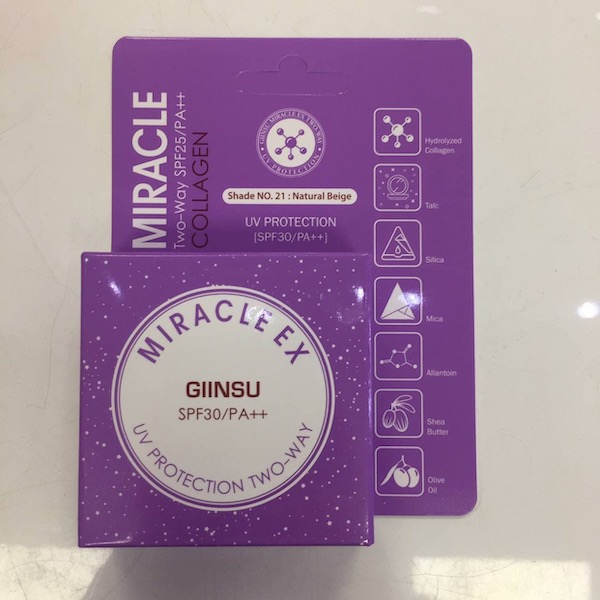 MIRACLE
Two-Way SPF25/PA++
COLLAGEN
GIINSU MIRACLE EX TWO WAY
UV PROTECTION
Shade NO. 21 : Natural Beige
UV PROTECTION
[SPF30/PA++]
Hydrolyzed
Collagen
Talc
Silica
Mica
Allantoin
Shea
Butter
Olive
Oil
MIRACLE EX
GIINSU
SPF30/PA++
UV PROTECTION TWO-WAY